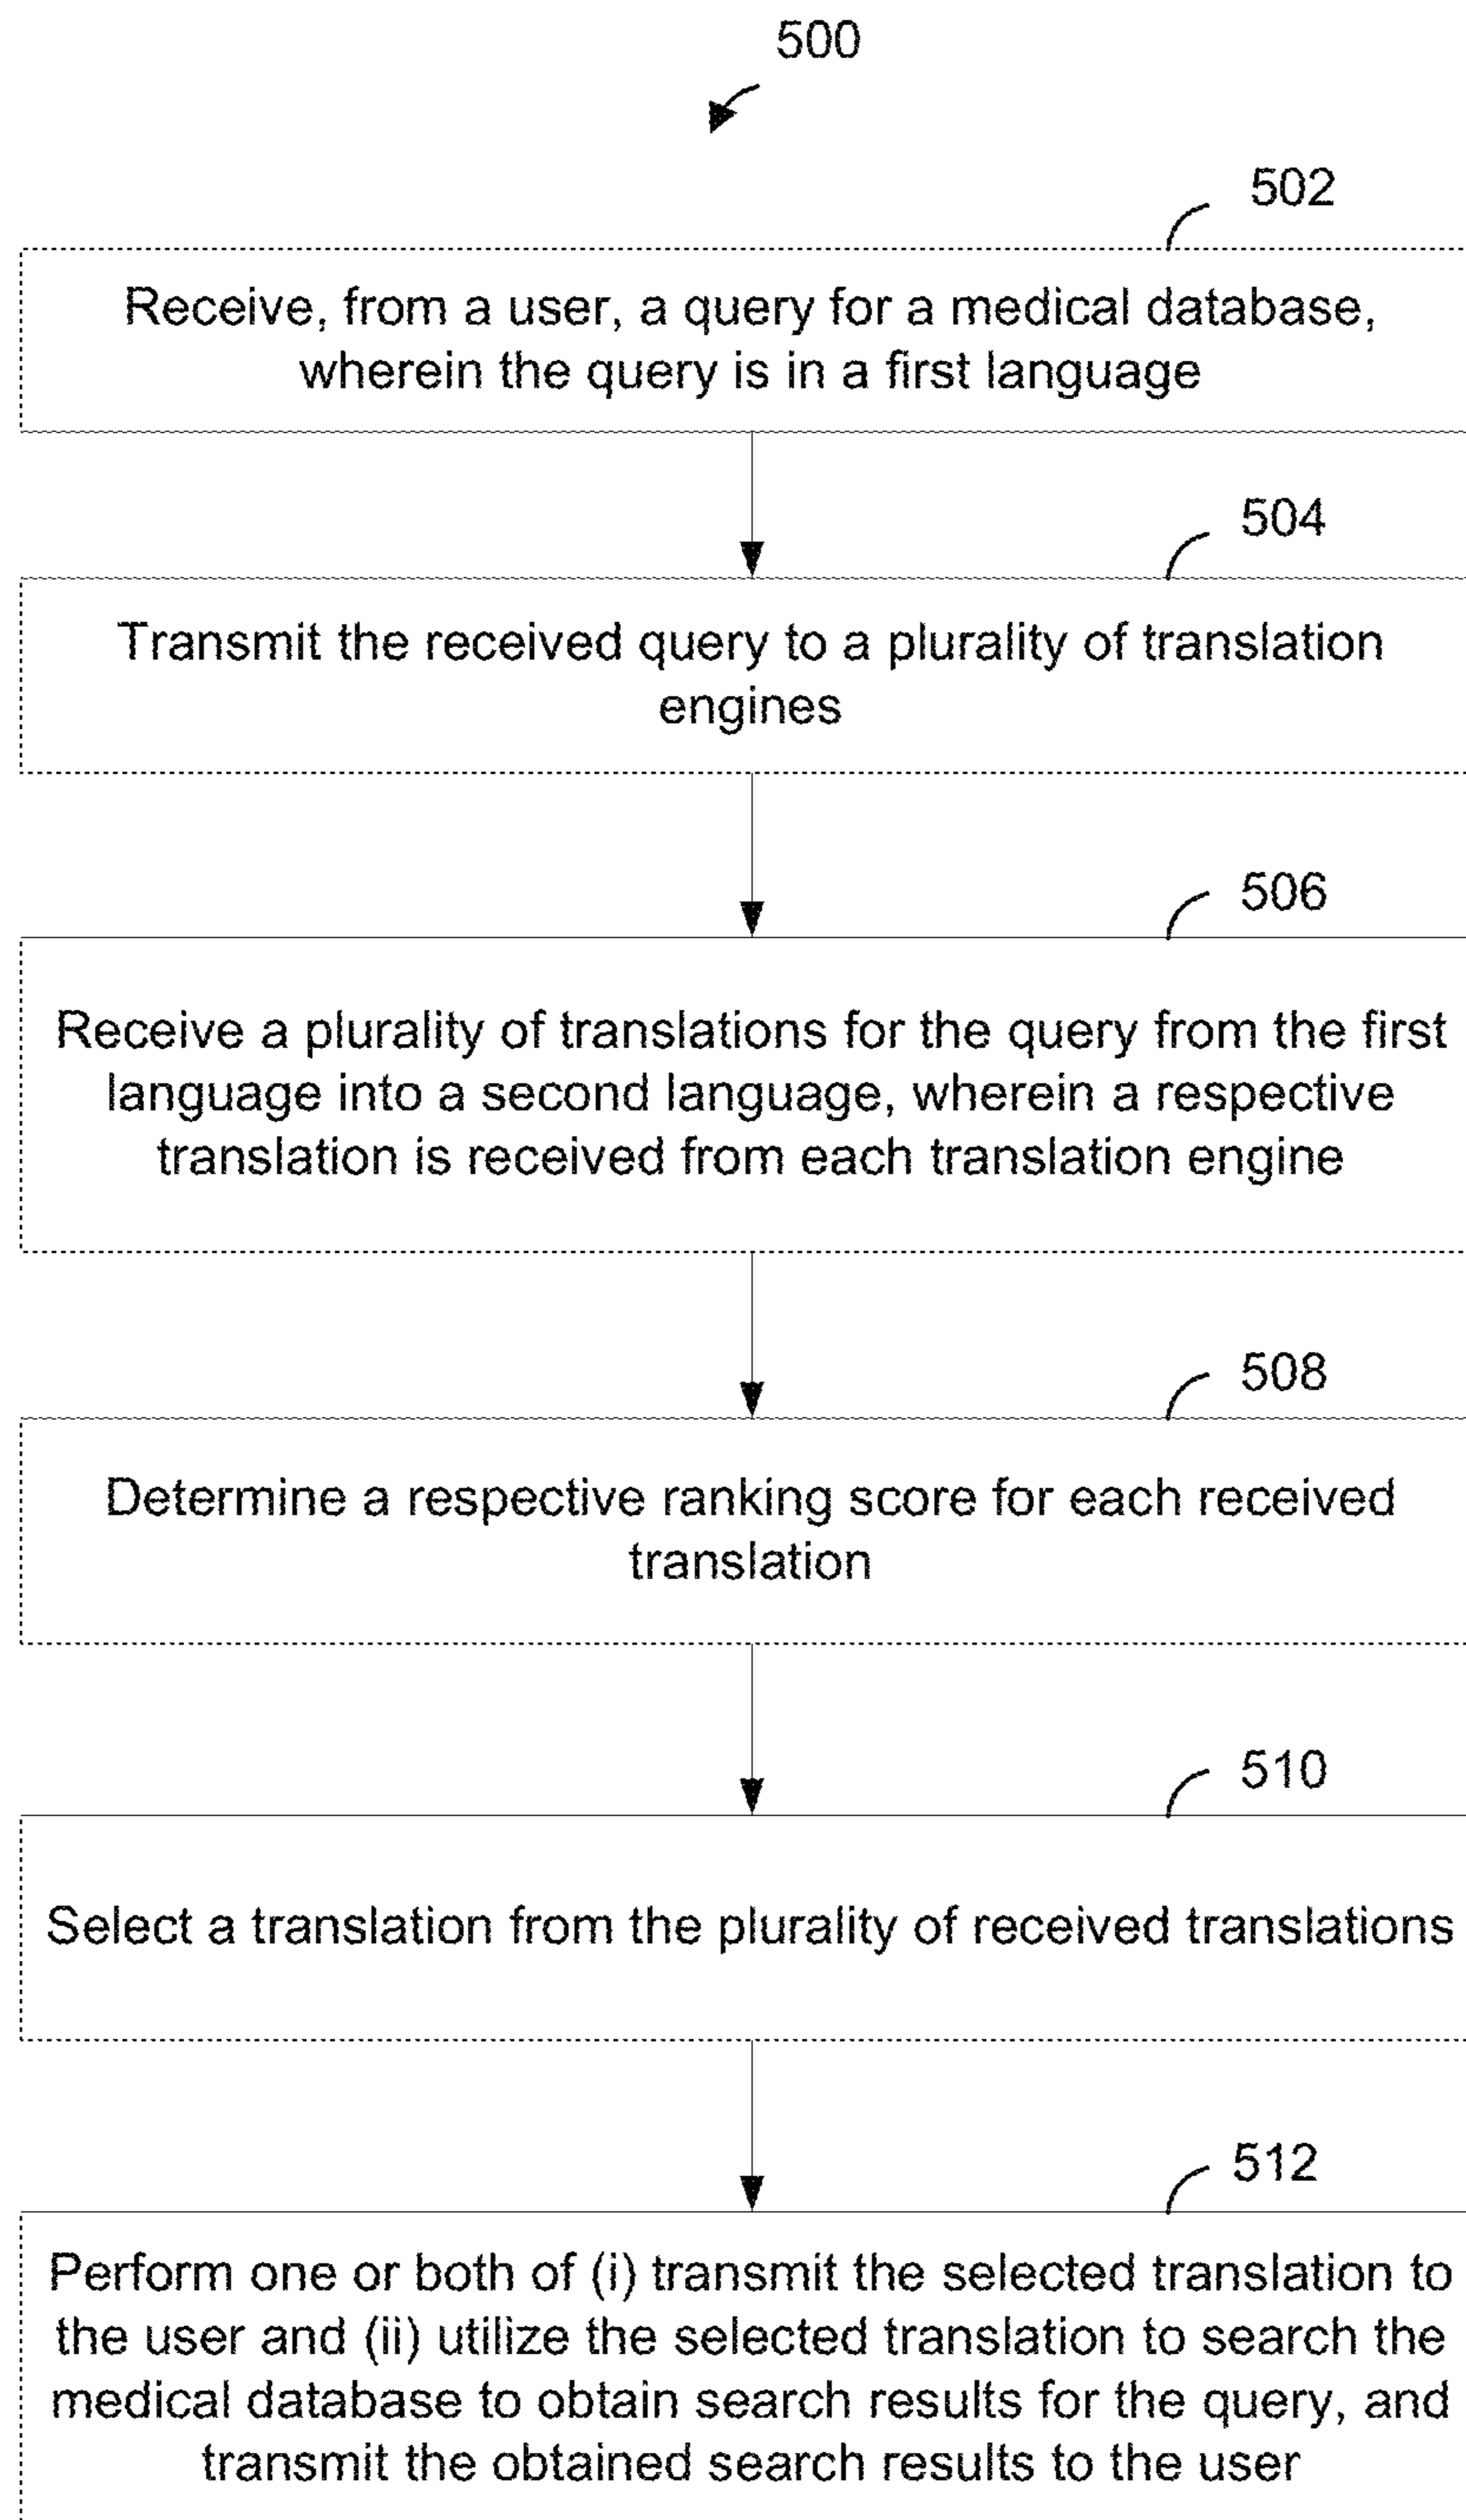 500
502
Receive, from a user, a query for a medical database,
wherein the query is in a first language
504
Transmit the received query to a plurality of translation
engines
506
Receive a plurality of translations for the query from the first
language into a second language, wherein a respective
translation is received from each translation engine
508
Determine a respective ranking score for each received
translation
510
Select a translation from the plurality of received translations
512
Perform one or both of (i) transmit the selected translation to
the user and (ii) utilize the selected translation to search the
medical database to obtain search results for the query, and
transmit the obtained search results to the user